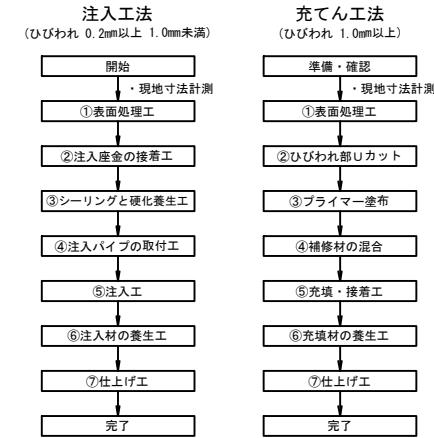 注入工法
（ひびわれ 0.2mm以上 1.0mm未満）
開始
・現地寸法計測
①表面処理工
②注入座金の接着工
③シーリングと硬化養生工
④注入パイプの取付工
⑤注入工
⑥注入材の養生工
⑦仕上げ工
完了
充てん工法
（ひびわれ 1.0mm以上）
準備・確認
・現地寸法計測
①表面処理工
②ひびわれ部Ｕカット
③プライマー塗布
④補修材の混合
⑤充填・接着工
⑥充填材の養生工
⑦仕上げ工
完了